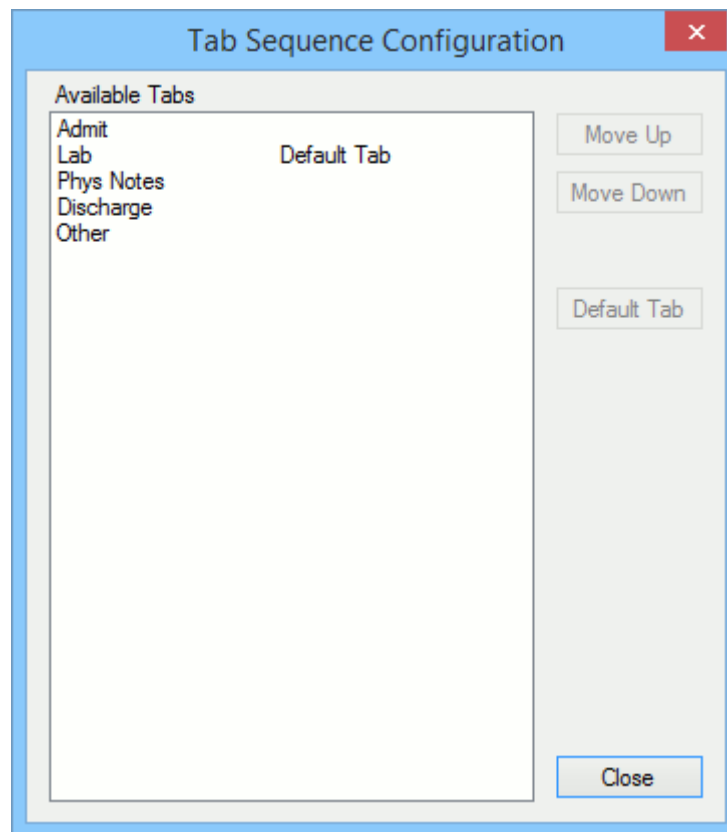 Tab Sequence Configuration
Available Tabs
Admit
Lab Default Tab
Phys Notes
Discharge
Other
Move Up
Move Down
Default Tab
Close